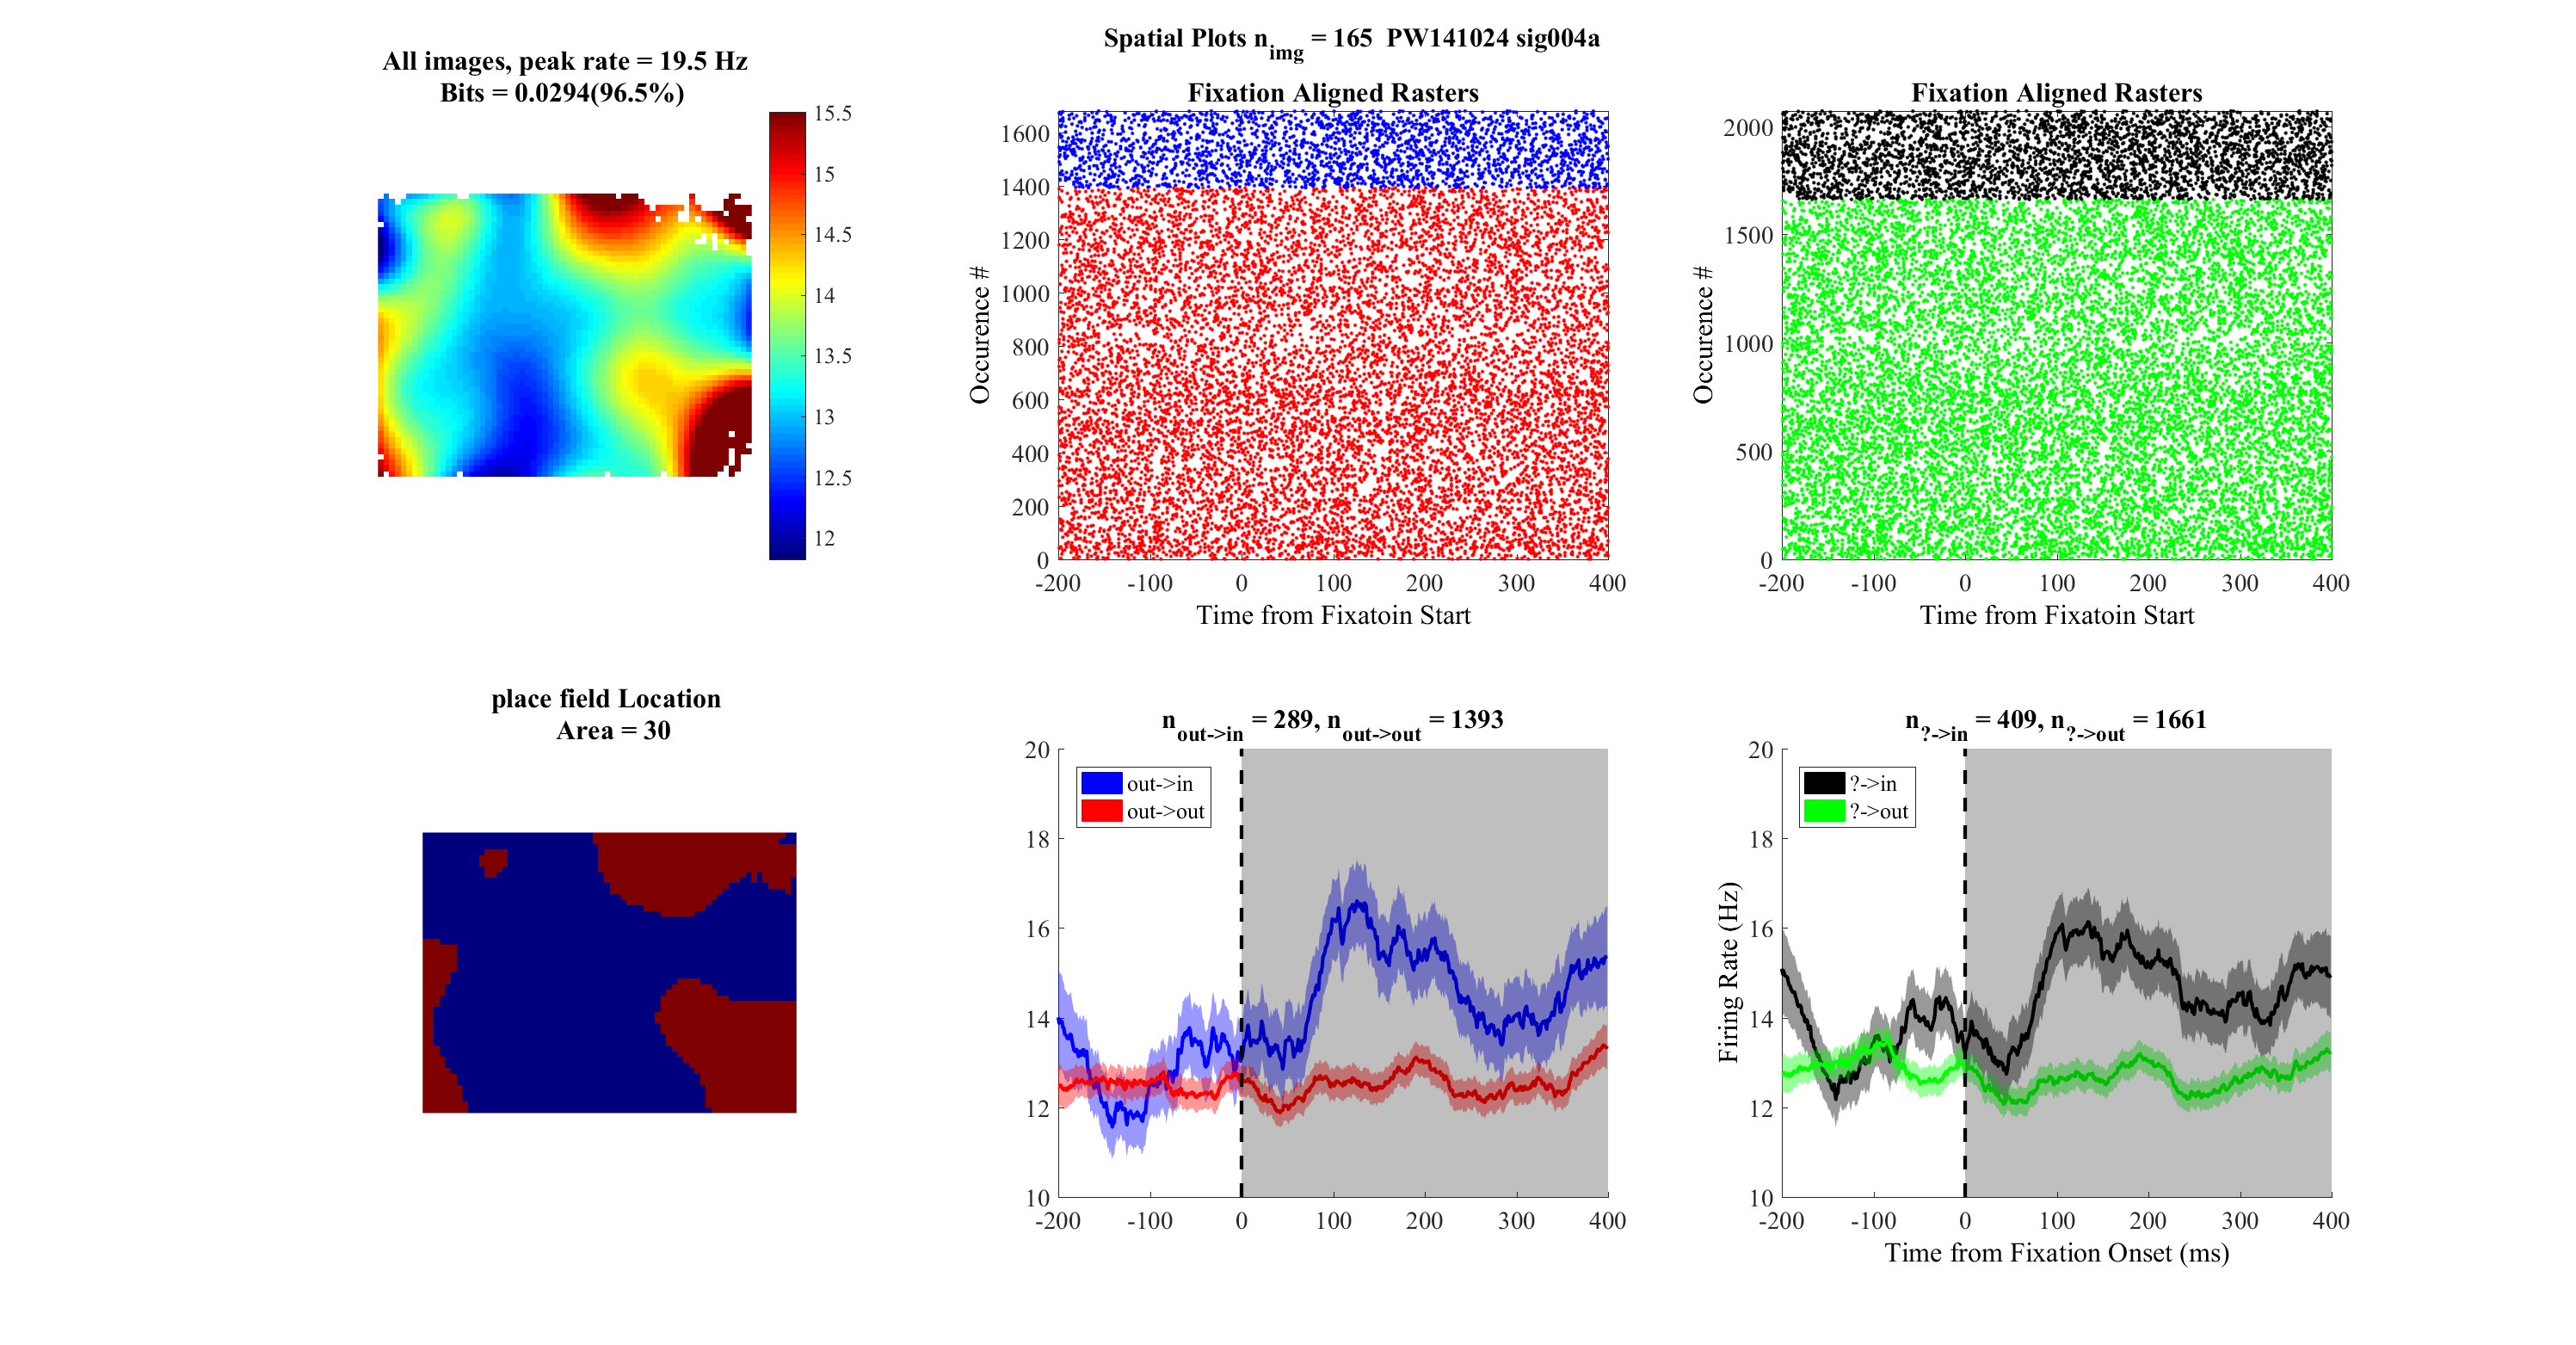 Spatial Plots n_img = 165 PW141024 sig004a
All images, peak rate = 19.5 Hz
Bits = 0.0294(96.5%)
15.5
15
14.5
14
13.5
13
12.5
12
Fixation Aligned Rasters
Occurence #
1600
1400
1200
1000
800
600
400
200
0
-200 -100 0 100 200 300 400
Time from Fixatoin Start
Fixation Aligned Rasters
Occurence #
2000
1500
1000
500
0
-200 -100 0 100 200 300 400
Time from Fixatoin Start
place field Location
Area = 30
n_out->in = 289, n_out->out = 1393
out->in
out->out
20
18
16
14
12
10
-200 -100 0 100 200 300 400
n_?->in = 409, n_?->out = 1661
?->in
?->out
Firing Rate (Hz)
20
18
16
14
12
10
-200 -100 0 100 200 300 400
Time from Fixation Onset (ms)